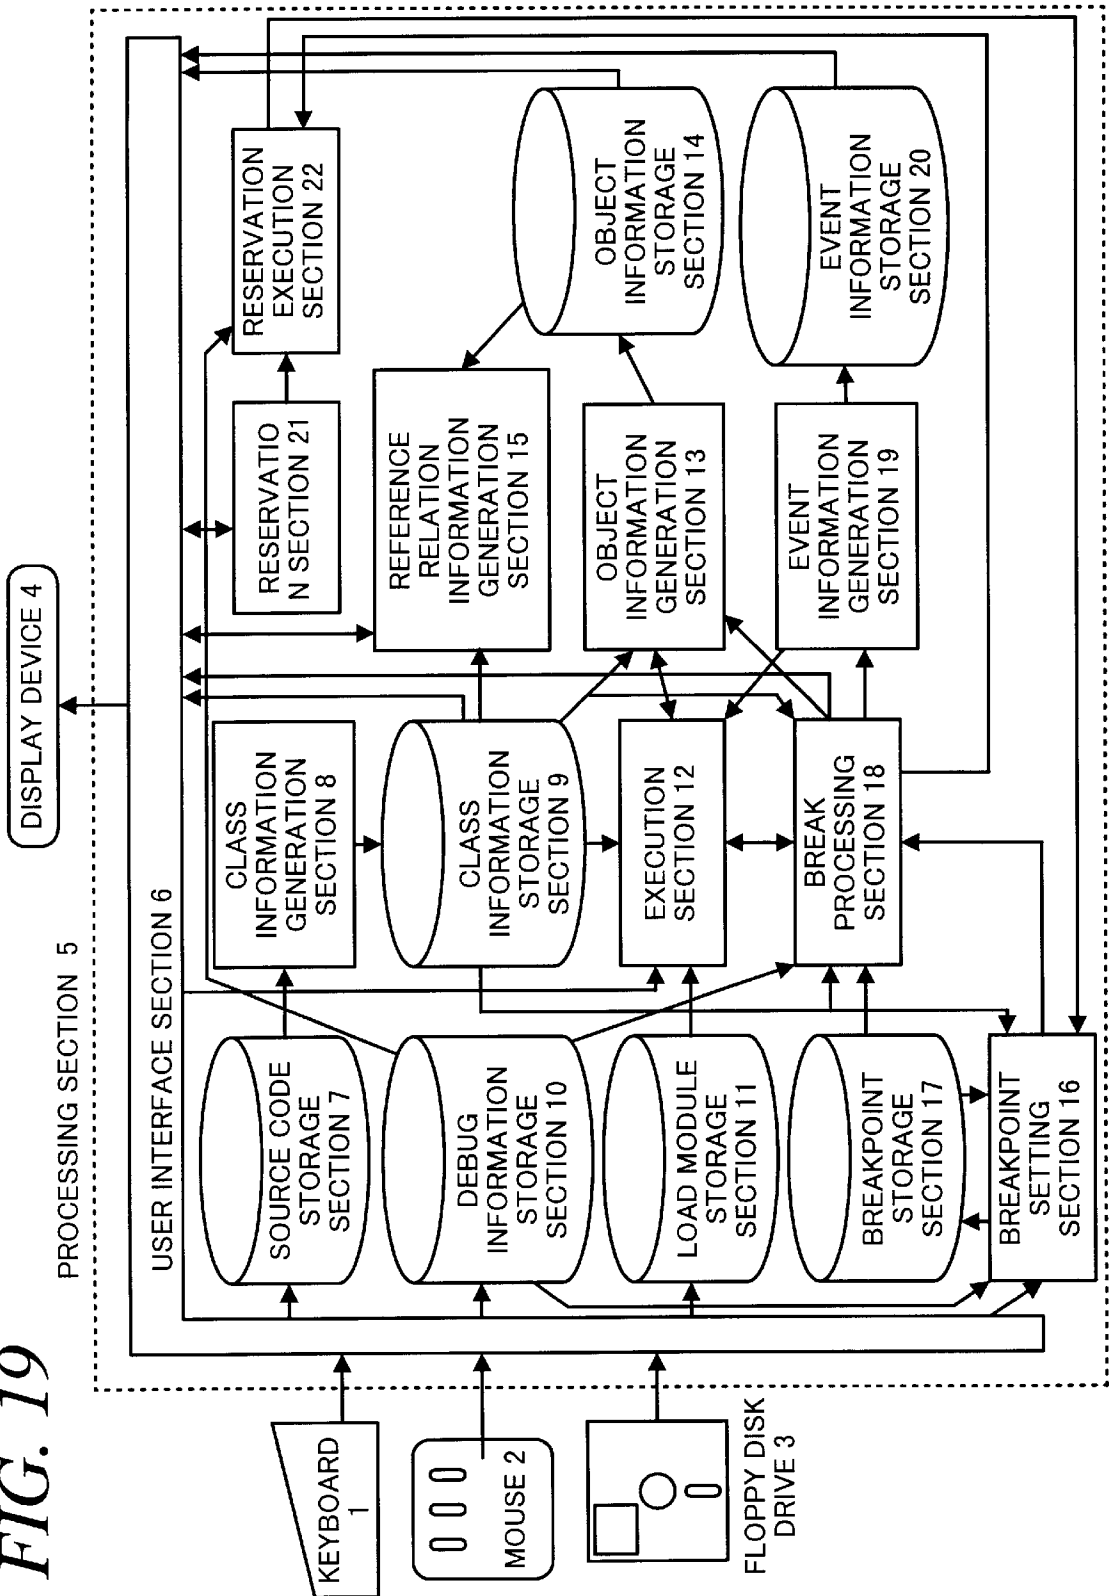 FIG. 19
PROCESSING SECTION 5
DISPLAY DEVICE 4
USER INTERFACE SECTION 6
KEYBOARD
1
MOUSE 2
FLOPPY DISK
DRIVE 3
SOURCE CODE
STORAGE
SECTION 7
CLASS
INFORMATION
GENERATION
SECTION 8
RESERVATIO
N SECTION 21
RESERVATION
EXECUTION
SECTION 22
DEBUG
INFORMATION
STORAGE
SECTION 10
CLASS
INFORMATION
STORAGE
SECTION 9
REFERENCE
RELATION
INFORMATION
GENERATION
SECTION 15
LOAD MODULE
STORAGE
SECTION 11
EXECUTION
SECTION 12
OBJECT
INFORMATION
GENERATION
SECTION 13
OBJECT
INFORMATION
STORAGE
SECTION 14
BREAKPOINT
STORAGE
SECTION 17
BREAK
PROCESSING
SECTION 18
EVENT
INFORMATION
GENERATION
SECTION 19
EVENT
INFORMATION
STORAGE
SECTION 20
BREAKPOINT
SETTING
SECTION 16